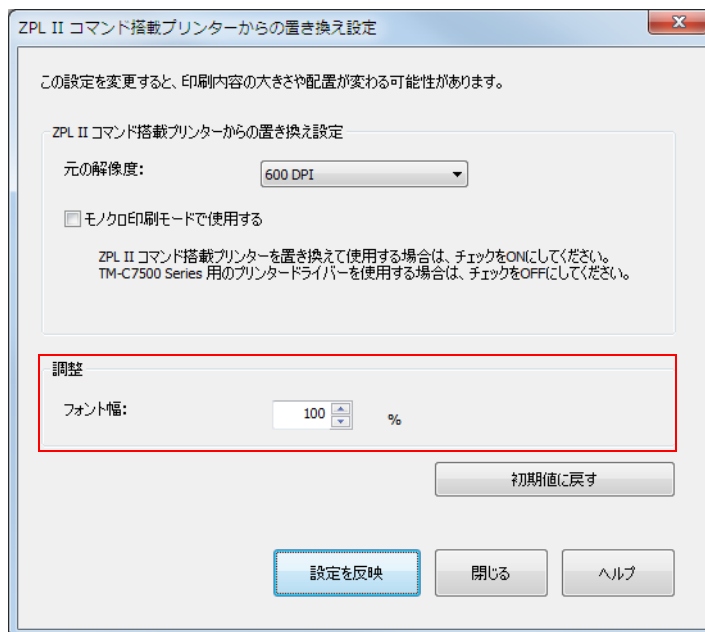 ZPL II コマンド搭載プリンターからの置き換え設定
この設定を変更すると、印刷内容の大きさや配置が変わる可能性があります。
ZPL II コマンド搭載プリンターからの置き換え設定
元の解像度:
600 DPI
モノクロ印刷モードで使用する
ZPL II コマンド搭載プリンターを置き換えて使用する場合は、チェックをONにしてください。
TM-C7500 Series 用のプリンタードライバーを使用する場合は、チェックをOFFにしてください。
調整
フォント幅:
100
%
初期値に戻す
設定を反映
閉じる
ヘルプ